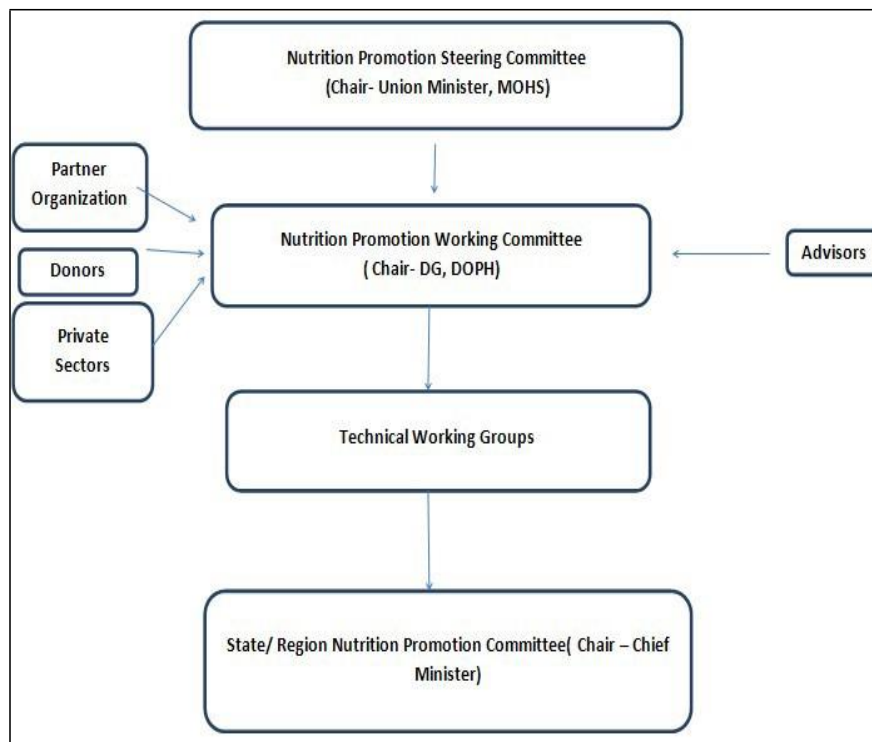 Nutrition Promotion Steering Committee
(Chair- Union Minister, MOHS)
Partner
Organization
Nutrition Promotion Working Committee
( Chair- DG, DOPH)
Advisors
Donors
Private
Sectors
Technical Working Groups
State/ Region Nutrition Promotion Committee( Chair – Chief
Minister)